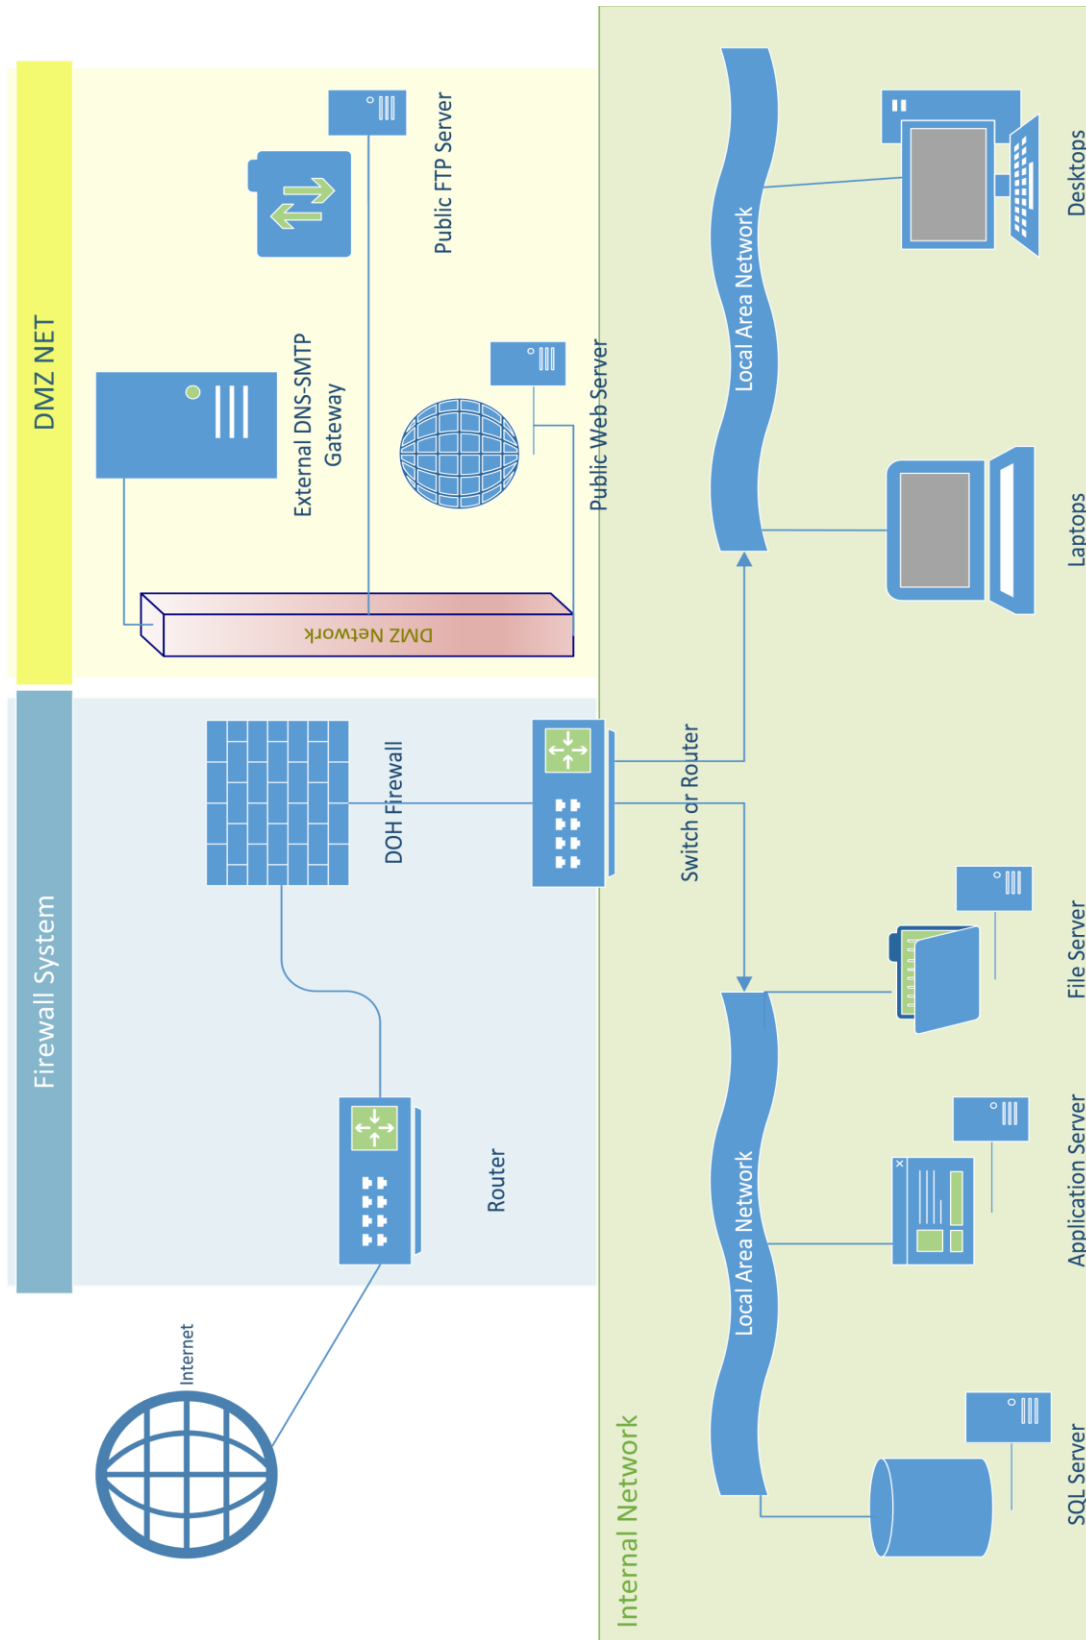 Firewall System
DMZ NET
Internet
Router
DOH Firewall
DMZ Network
External DNS-SMTP
Gateway
Public FTP Server
Public Web Server
Internal Network
Switch or Router
Local Area Network
Local Area Network
SQL Server
Application Server
File Server
Laptops
Desktops